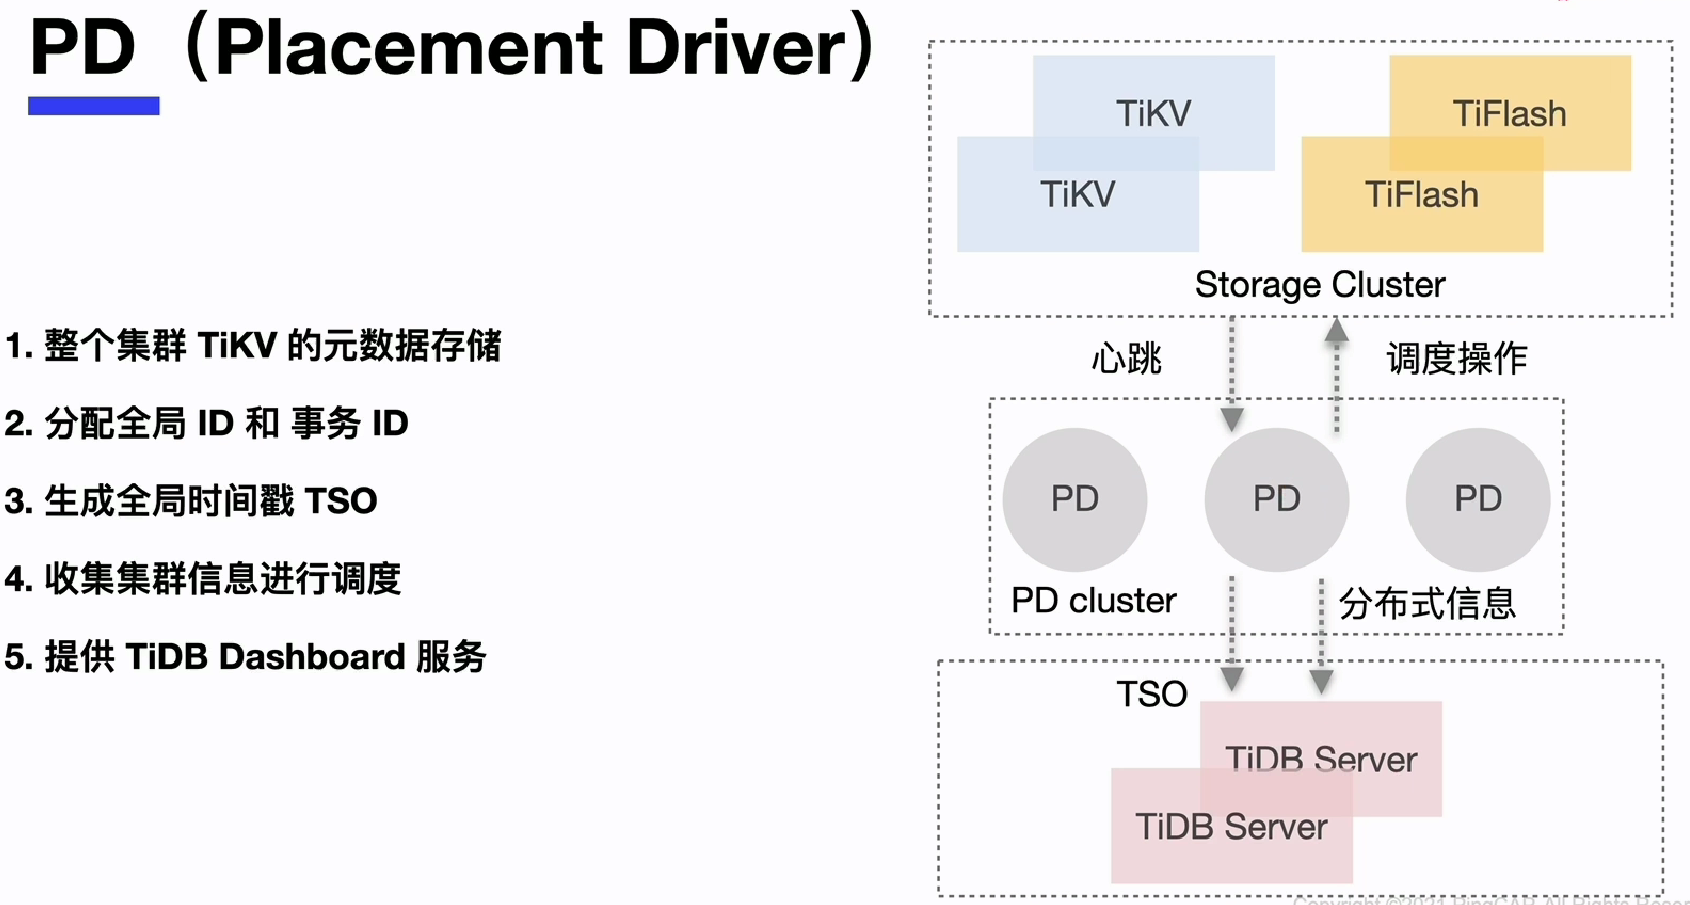 PD（Placement Driver）
1. 整个集群 TiKV 的元数据存储
2. 分配全局 ID 和 事务 ID
3. 生成全局时间戳 TSO
4. 收集集群信息进行调度
5. 提供 TiDB Dashboard 服务
TiKV
TiFlash
TiKV
TiFlash
Storage Cluster
心跳
调度操作
PD
PD
PD
PD cluster
分布式信息
TSO
TiDB Server
TiDB Server
Copyright ©2021 PingCAP. All Rights